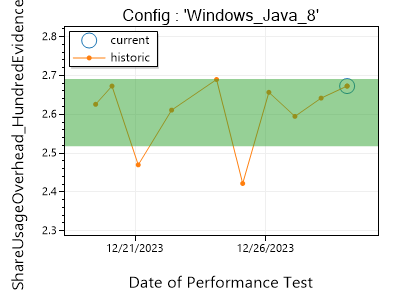 Config : 'Windows_Java_8'
ShareUsageOverhead_HundredEvidence
current
historic
2.8
2.7
2.6
2.5
2.4
2.3
12/21/2023
12/26/2023
Date of Performance Test